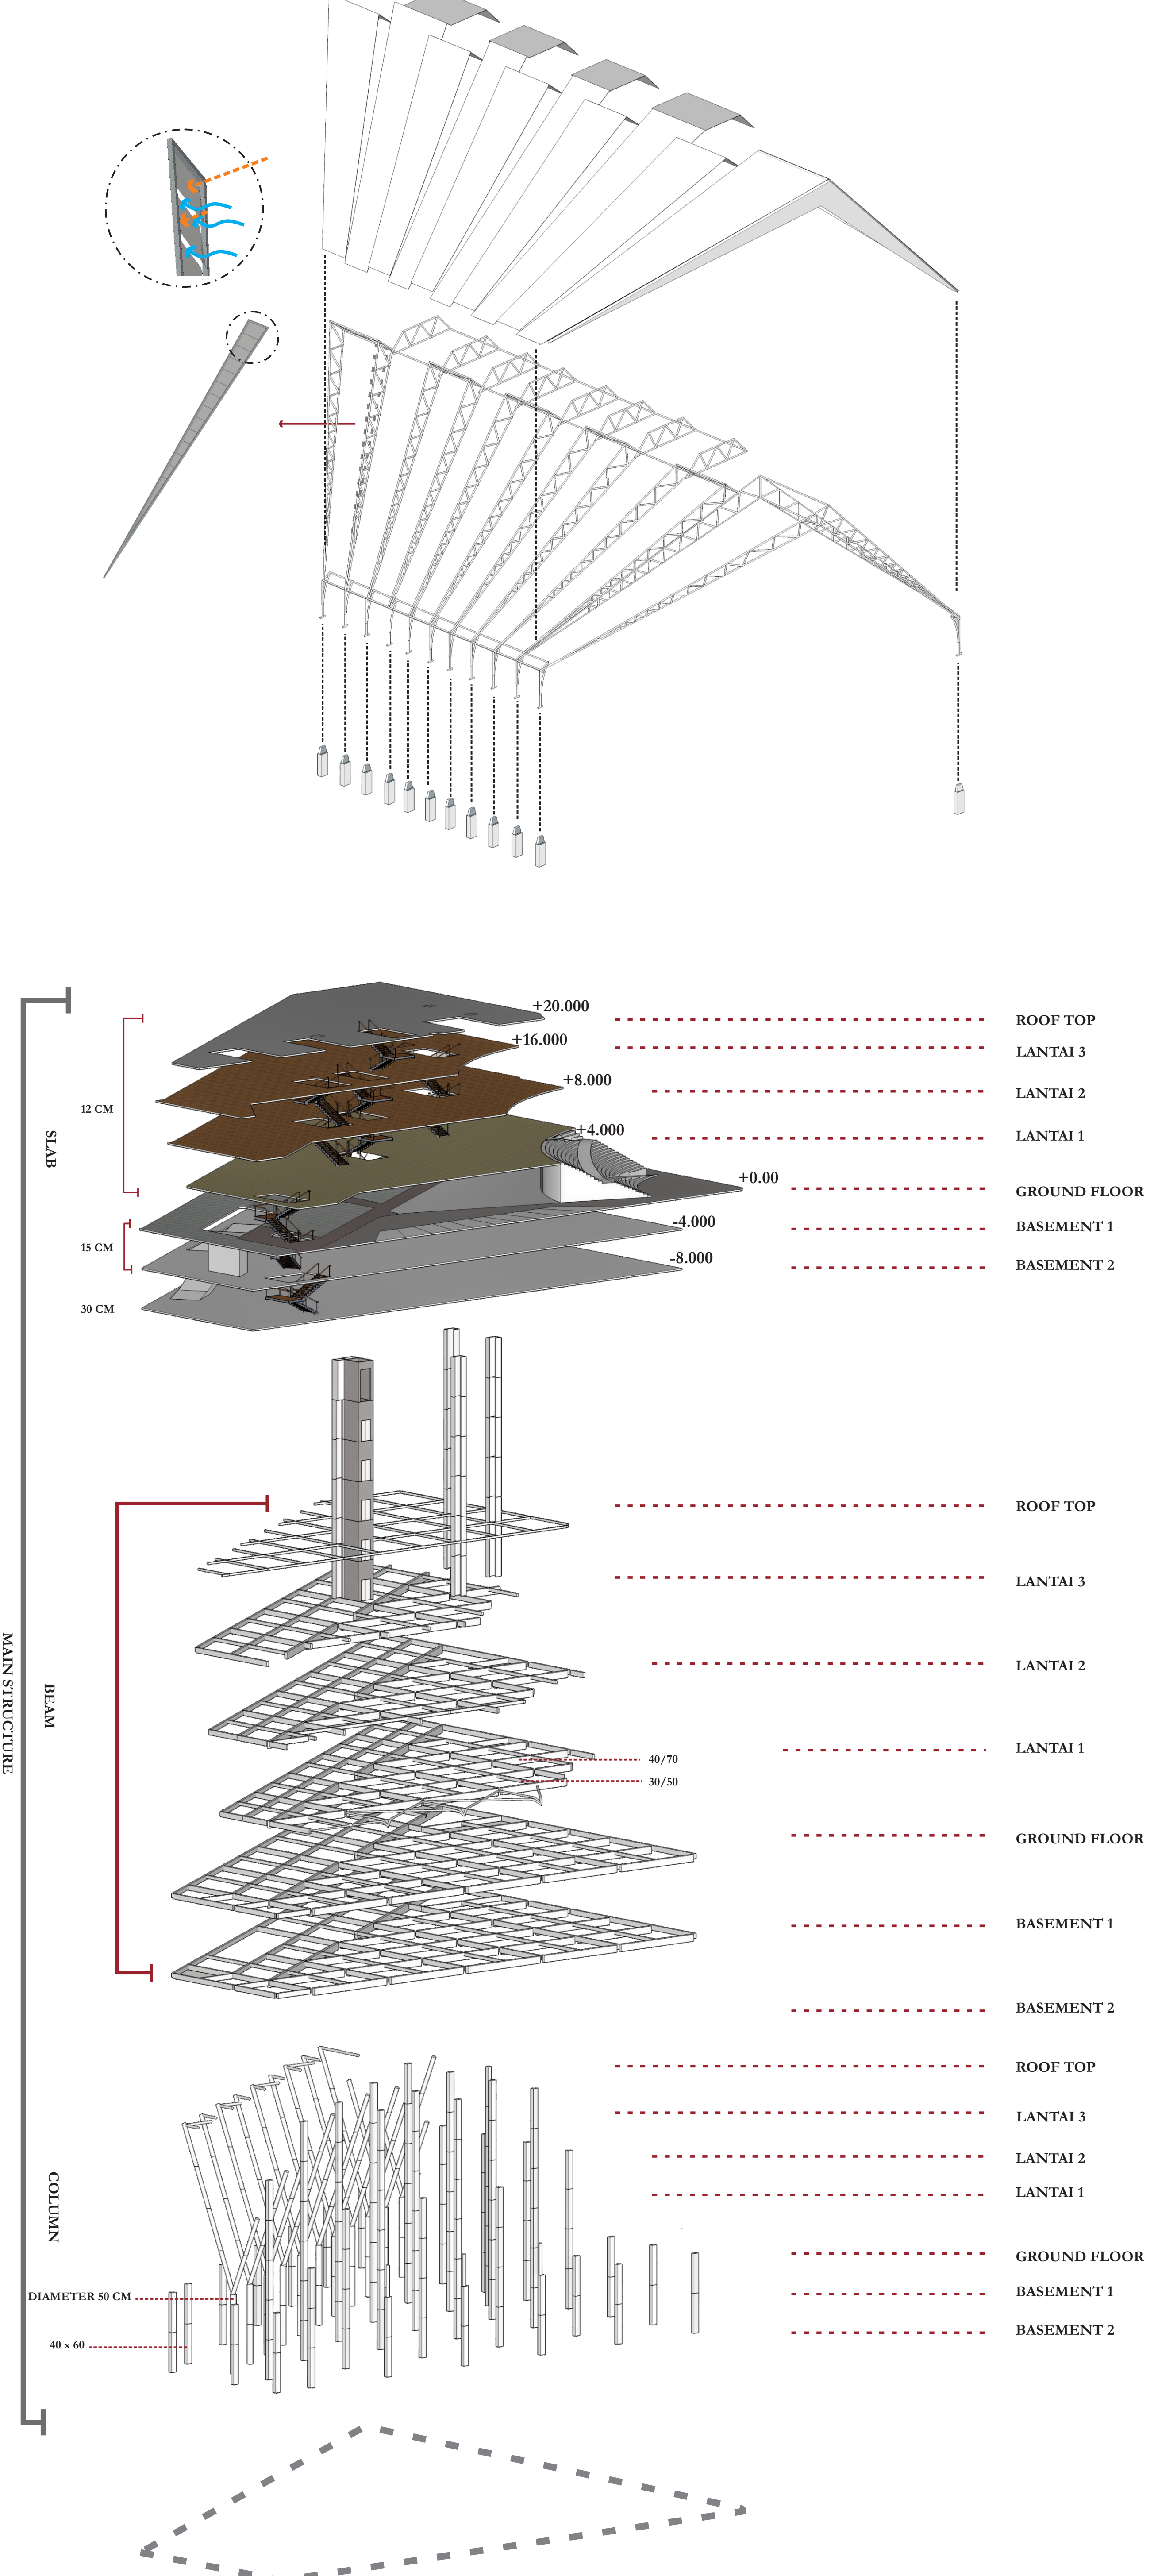 +20.000
ROOF TOP
+16.000
LANTAI 3
+8.000
LANTAI 2
12 CM
+4.000
LANTAI 1
SLAB
+0.00
GROUND FLOOR
-4.000
BASEMENT 1
15 CM
-8.000
BASEMENT 2
30 CM
ROOF TOP
LANTAI 3
MAIN STRUCTURE
BEAM
LANTAI 2
LANTAI 1
40/70
30/50
GROUND FLOOR
BASEMENT 1
BASEMENT 2
ROOF TOP
LANTAI 3
LANTAI 2
COLUMN
LANTAI 1
GROUND FLOOR
DIAMETER 50 CM
BASEMENT 1
40 x 60
BASEMENT 2